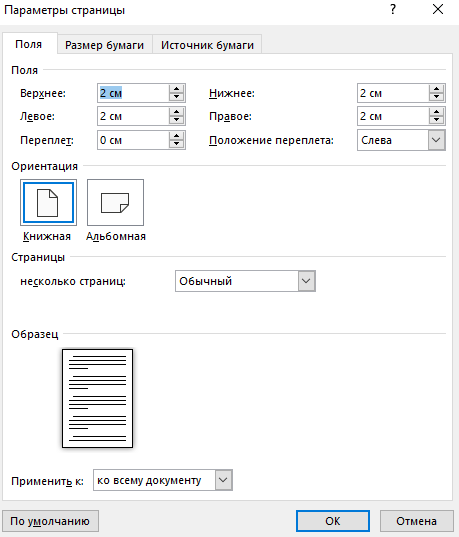 Параметры страницы ?
Поля Размер бумаги Источник бумаги
Поля
Верхнее: 2 см Нижнее: 2 см
Левое: 2 см Правое: 2 см
Переплет: 0 см Положение переплета: Слева
Ориентация
Книжная Альбомная
Страницы
несколько страниц: Обычный
Образец
Применить к: ко всему документу
По умолчанию ОК Отмена